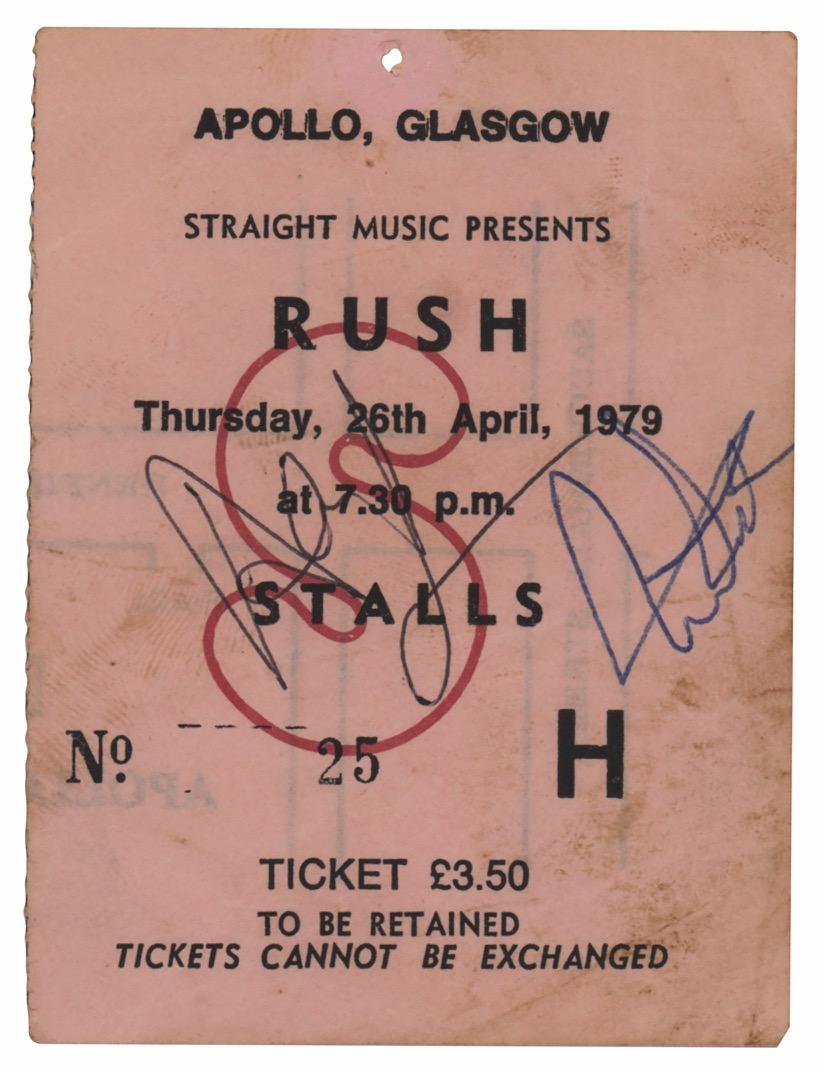 APOLLO, GLASGOW
STRAIGHT MUSIC PRESENTS
RUSH
Thursday, 26th April, 1979
at 7.30 p.m.
STALLS
Nº ---- 25 H
TICKET £3.50
TO BE RETAINED
TICKETS CANNOT BE EXCHANGED